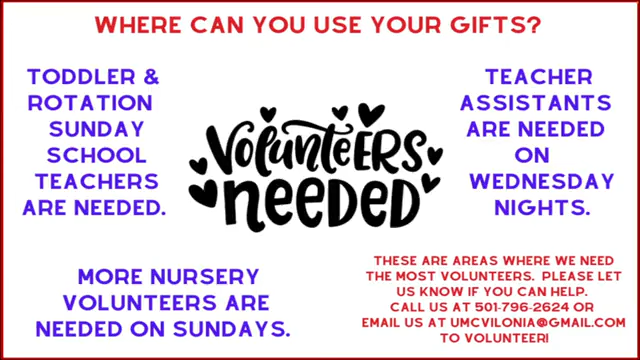 WHERE CAN YOU USE YOUR GIFTS?
TODDLER &
ROTATION
SUNDAY
SCHOOL
TEACHERS
ARE NEEDED.
Volunteers
needed
TEACHER
ASSISTANTS
ARE NEEDED
ON
WEDNESDAY
NIGHTS.
MORE NURSERY
VOLUNTEERS ARE
NEEDED ON SUNDAYS.
THESE ARE AREAS WHERE WE NEED
THE MOST VOLUNTEERS. PLEASE LET
US KNOW IF YOU CAN HELP.
CALL US AT 501-796-2624 OR
EMAIL US AT UMCVILONIA@GMAIL.COM
TO VOLUNTEER!